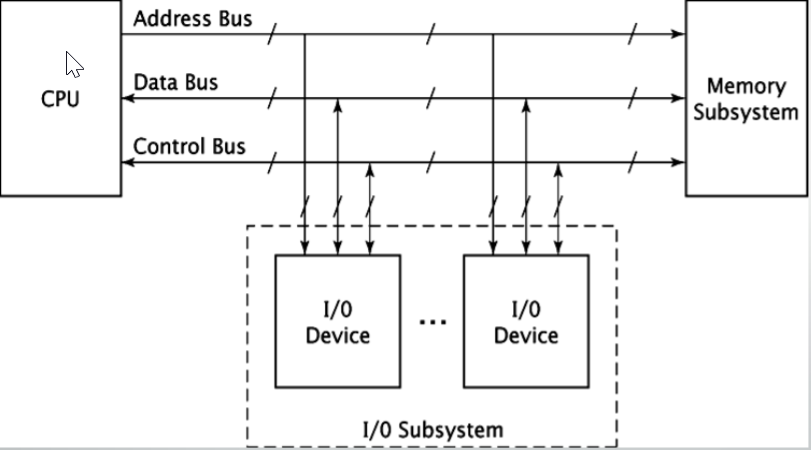 Address Bus
Data Bus
Control Bus
CPU
Memory
Subsystem
I/0
Device
...
I/0
Device
I/0 Subsystem